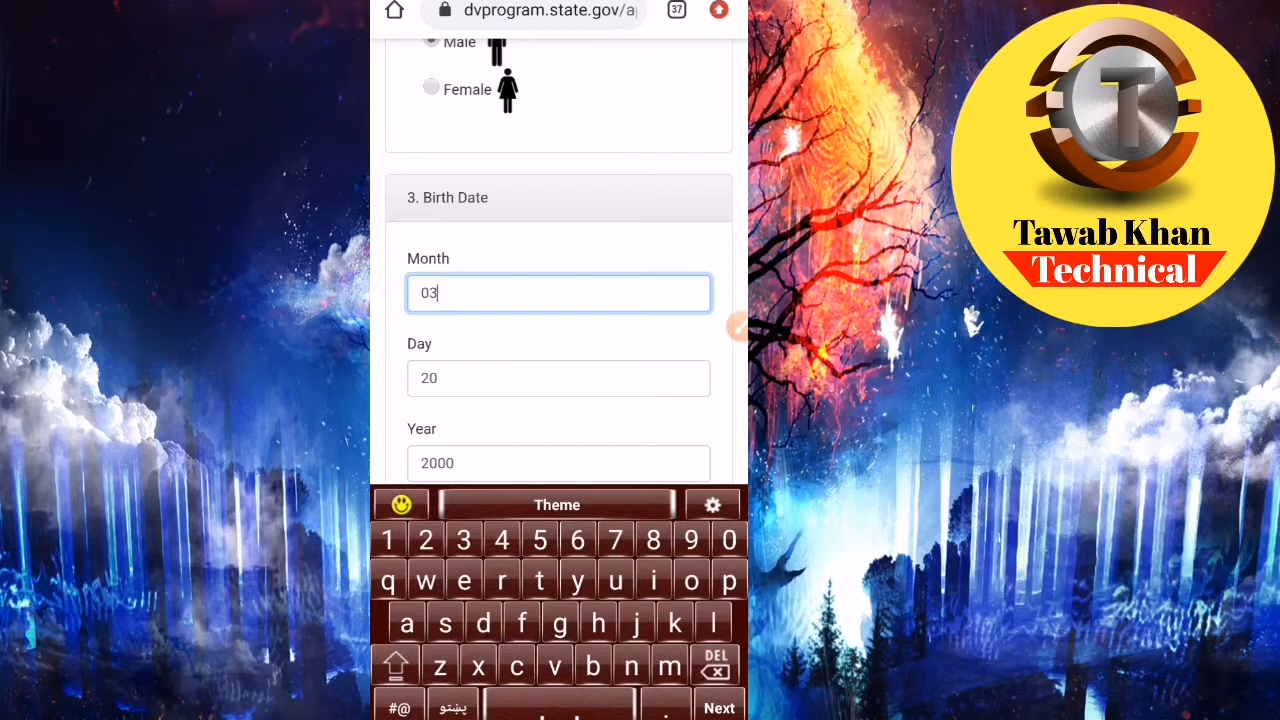 dvprogram.state.gov/a
37
Male
Female
3. Birth Date
Month
03
Day
20
Year
2000
Theme
1 2 3 4 5 6 7 8 9 0
q w e r t y u i o p
a s d f g h j k l
z x c v b n m DEL
#@ پښتو Next
T
Tawab Khan
Technical